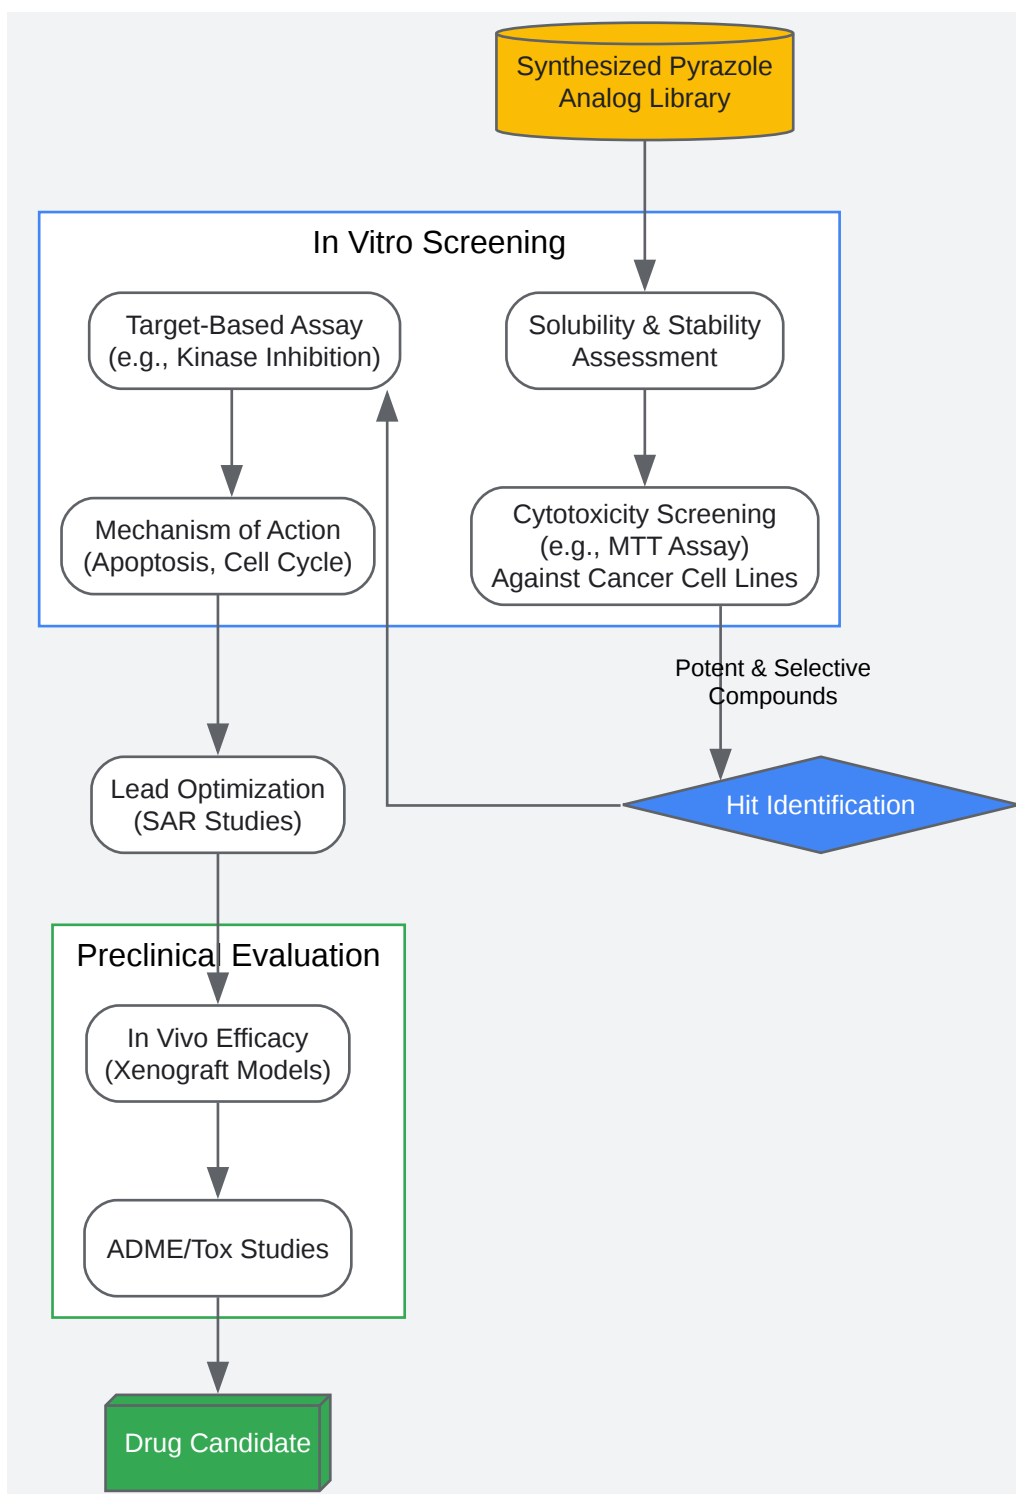 Synthesized Pyrazole
Analog Library
In Vitro Screening
Target-Based Assay
(e.g., Kinase Inhibition)
Solubility & Stability
Assessment
Mechanism of Action
(Apoptosis, Cell Cycle)
Cytotoxicity Screening
(e.g., MTT Assay)
Against Cancer Cell Lines
Potent & Selective
Compounds
Lead Optimization
(SAR Studies)
Hit Identification
Preclinical Evaluation
In Vivo Efficacy
(Xenograft Models)
ADME/Tox Studies
Drug Candidate